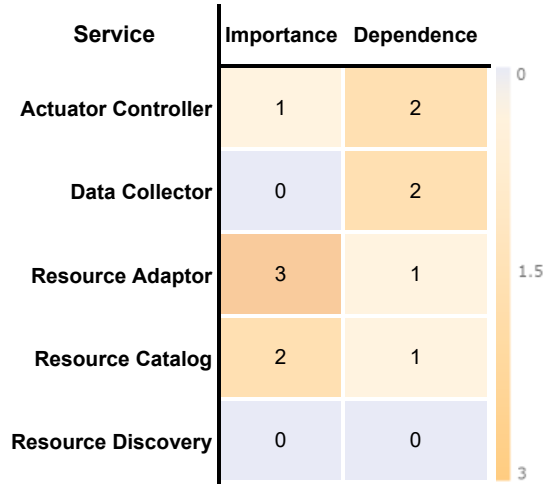 Service Importance Dependence
0
Actuator Controller 1 2
Data Collector 0 2
Resource Adaptor 3 1
1.5
Resource Catalog 2 1
Resource Discovery 0 0
3